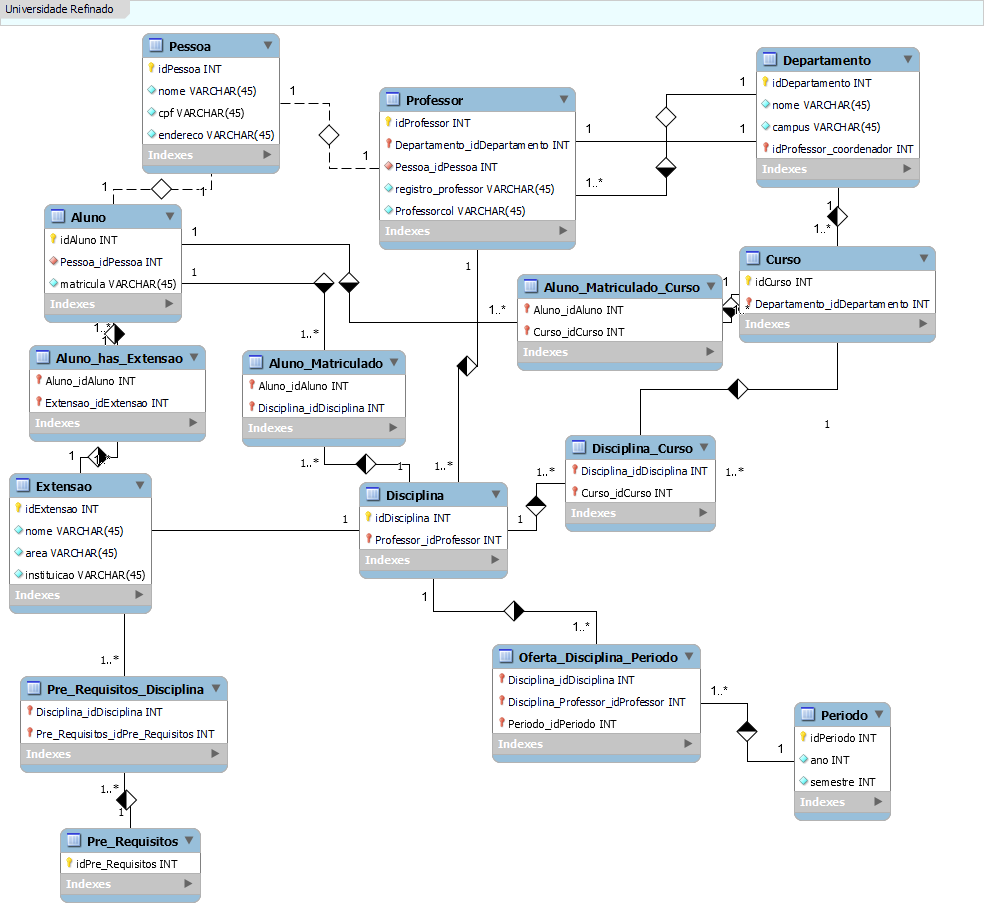 Universidade Refinado
Pessoa
idPessoa INT
nome VARCHAR(45)
cpf VARCHAR(45)
endereco VARCHAR(45)
Indexes
1
1
1
1
Professor
idProfessor INT
Departamento_idDepartamento INT
Pessoa_idPessoa INT
registro_professor VARCHAR(45)
Professorcol VARCHAR(45)
Indexes
1
1
1
1..*
Departamento
idDepartamento INT
nome VARCHAR(45)
campus VARCHAR(45)
idProfessor_coordenador INT
Indexes
1
1..*
Aluno
idAluno INT
Pessoa_idPessoa INT
matricula VARCHAR(45)
Indexes
1
1
1..*
1
1..*
1..*
Aluno_Matriculado_Curso
Aluno_idAluno INT
Curso_idCurso INT
Indexes
1
1..*
Curso
idCurso INT
Departamento_idDepartamento INT
Indexes
1
Aluno_has_Extensao
Aluno_idAluno INT
Extensao_idExtensao INT
Indexes
1
1..*
Aluno_Matriculado
Aluno_idAluno INT
Disciplina_idDisciplina INT
Indexes
1..*
1
1
1..*
Disciplina_Curso
Disciplina_idDisciplina INT
Curso_idCurso INT
Indexes
1..*
1..*
1
Extensao
idExtensao INT
nome VARCHAR(45)
area VARCHAR(45)
instituicao VARCHAR(45)
Indexes
1
1..*
Disciplina
idDisciplina INT
Professor_idProfessor INT
Indexes
1
1..*
Oferta_Disciplina_Periodo
Disciplina_idDisciplina INT
Disciplina_Professor_idProfessor INT
Periodo_idPeriodo INT
Indexes
1..*
1
Periodo
idPeriodo INT
ano INT
semestre INT
Indexes
Pre_Requisitos_Disciplina
Disciplina_idDisciplina INT
Pre_Requisitos_idPre_Requisitos INT
Indexes
1..*
1
Pre_Requisitos
idPre_Requisitos INT
Indexes